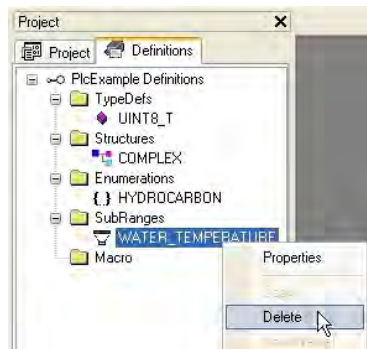 Project
Project Definitions
PlcExample Definitions
TypeDefs
UINT8_T
Structures
COMPLEX
Enumerations
HYDROCARBON
SubRanges
WATER_TEMPERATURE
Macro
Properties
Delete